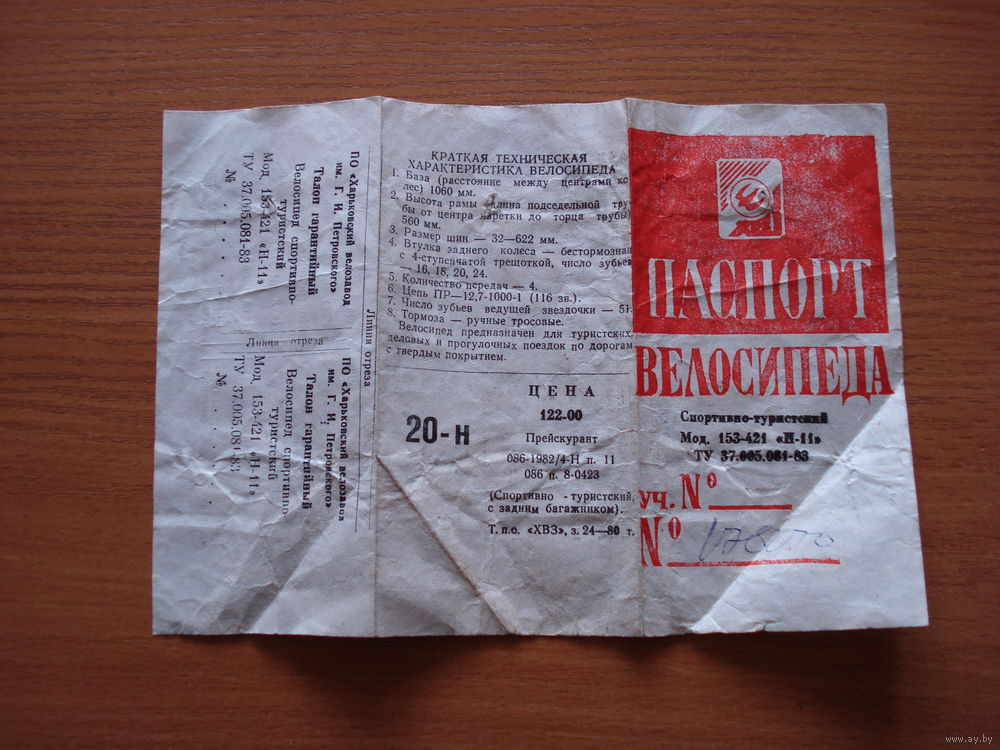 ПО «Харьковский велозавод
им. Г. И. Петровского»
Талон гарантийный
Велосипед спортивно-
туристский
Мод. 153-421 «Н-11»
ТУ 37.005.081-83
№
Линия отреза
ПО «Харьковский велозавов
им. Г. И. Петровского»
Талон гарантийный
Велосипед спортивно-
туристский
Мод 153-421 «Н-11»
ТУ 37.005.081-83
№
Линия отреза
КРАТКАЯ ТЕХНИЧЕСКАЯ
ХАРАКТЕРИСТИКА ВЕЛОСИПЕДА
1. База (расстояние между центрами ко-
лес) 1060 мм.
2. Высота рамы (длина подседельной тру-
бы от центра каретки до торца трубы)
560 мм.
3. Размер шин — 32—622 мм.
4. Втулка заднего колеса — бестормозная
с 4-ступенчатой трещоткой, число зубьев
— 16, 18, 20, 24.
5. Количество передач — 4.
6. Цепь ПР—12,7-1000-1 (116 зв.).
7. Число зубьев ведущей звездочки — 51.
8. Тормоза — ручные тросовые.
Велосипед предназначен для туристских,
деловых и прогулочных поездок по дорогам
с твердым покрытием.
20-н
ЦЕНА
122-00
Прейскурант
086-1982/4-Н п. 11
086 п. 8-0423
(Спортивно -туристский,
с задним багажником).
Т. п.о. «ХВЗ», з. 24—80 т.
ПАСПОРТ
ВЕЛОСИПЕДА
Спортивно-туристский
Мод. 153-421 «Н-11»
ТУ 37.005.081-83
уч. №
№
www.ay.by